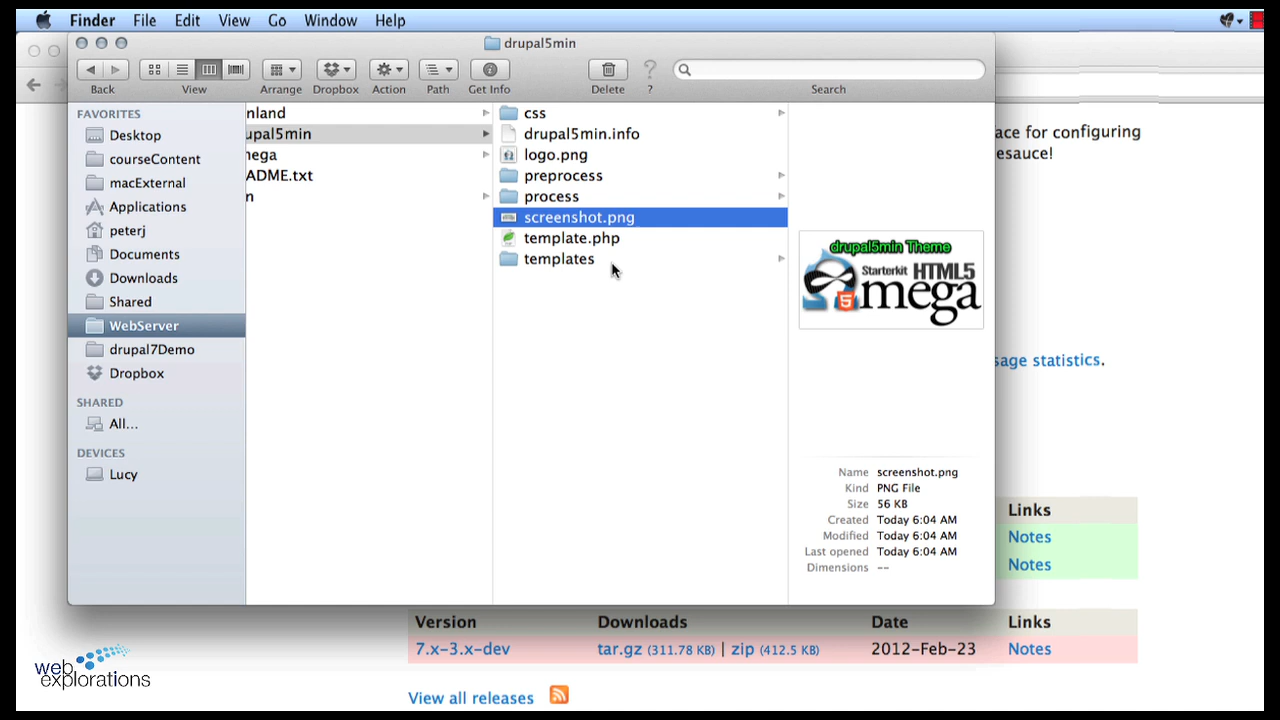 Finder File Edit View Go Window Help
drupal5min
Back View Arrange Dropbox Action Path Get Info Delete ? Search
FAVORITES
Desktop
courseContent
macExternal
Applications
peterj
Documents
Downloads
Shared
WebServer
drupal7Demo
Dropbox
SHARED
All...
DEVICES
Lucy
nland
upal5min
ega
ADME.txt
n
css
drupal5min.info
logo.png
preprocess
process
screenshot.png
template.php
templates
drupal5min Theme
Starterkit HTML5
mega
5
Name screenshot.png
Kind PNG File
Size 56 KB
Created Today 6:04 AM
Modified Today 6:04 AM
Last opened Today 6:04 AM
Dimensions --
ace for configuring
esauce!
sage statistics.
Links
Notes
Notes
Version Downloads Date Links
7.x-3.x-dev tar.gz (311.78 KB) | zip (412.5 KB) 2012-Feb-23 Notes
View all releases
web explorations